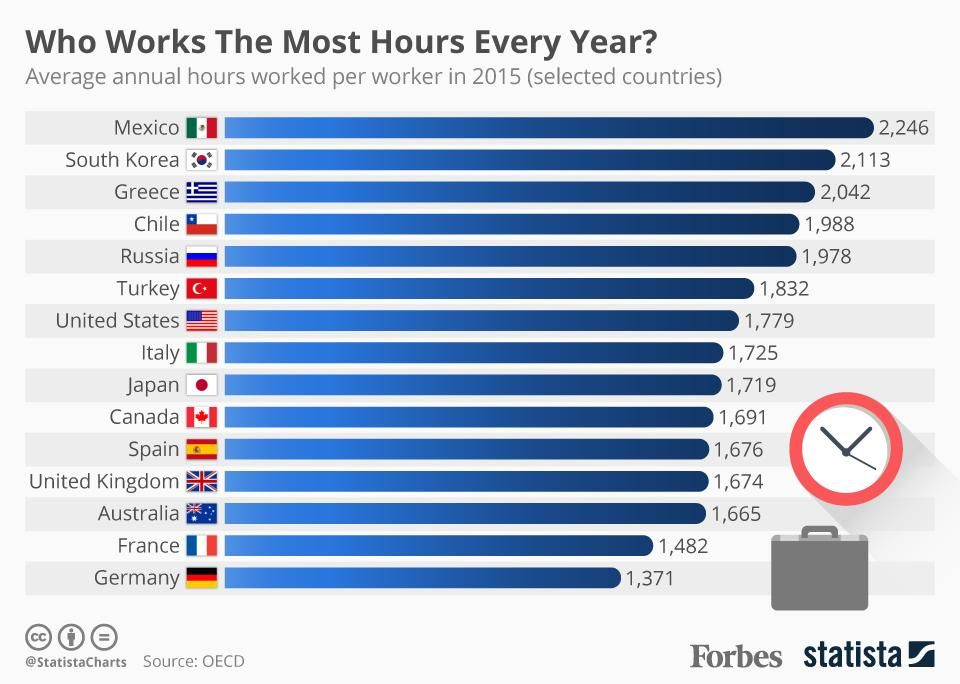 Who Works The Most Hours Every Year?
Average annual hours worked per worker in 2015 (selected countries)
Mexico 2,246
South Korea 2,113
Greece 2,042
Chile 1,988
Russia 1,978
Turkey 1,832
United States 1,779
Italy 1,725
Japan 1,719
Canada 1,691
Spain 1,676
United Kingdom 1,674
Australia 1,665
France 1,482
Germany 1,371
cc
@StatistaCharts Source: OECD
Forbes statista